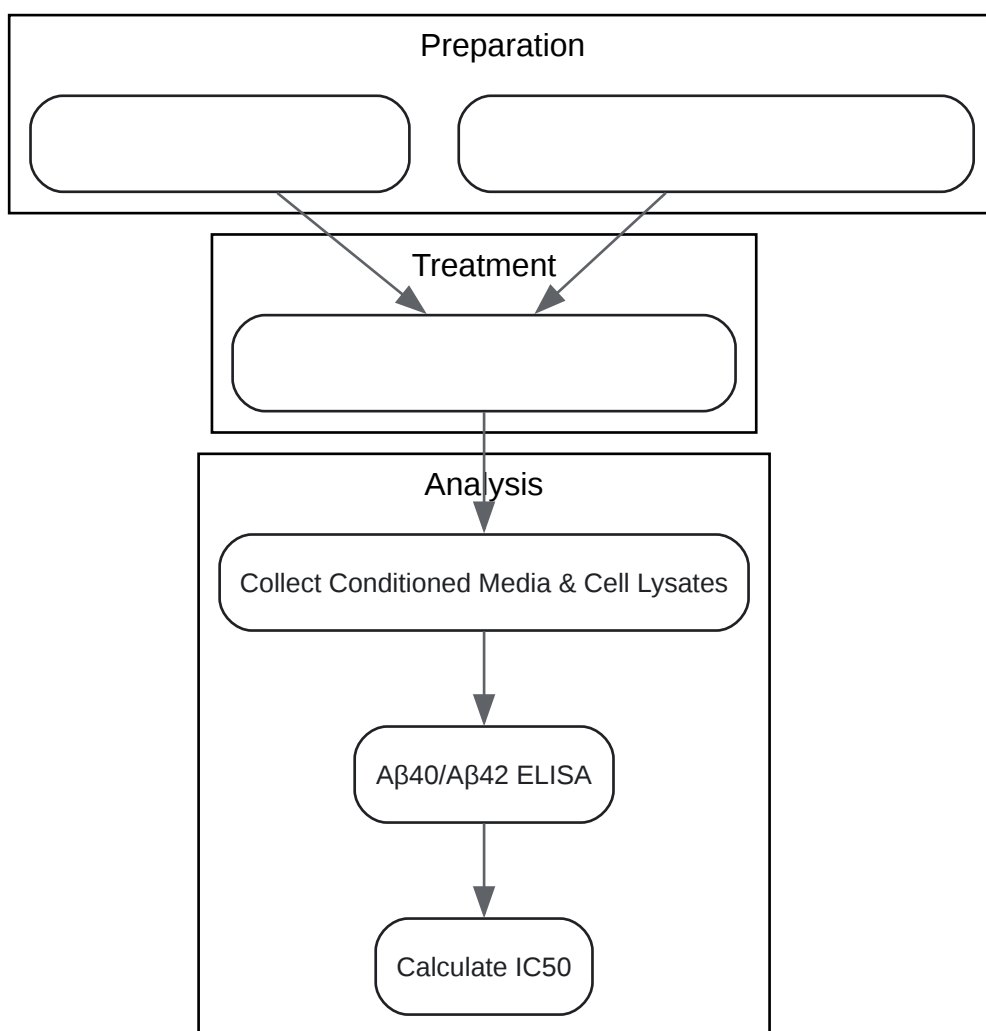 Preparation
Treatment
Analysis
Collect Conditioned Media & Cell Lysates
Aβ40/Aβ42 ELISA
Calculate IC50